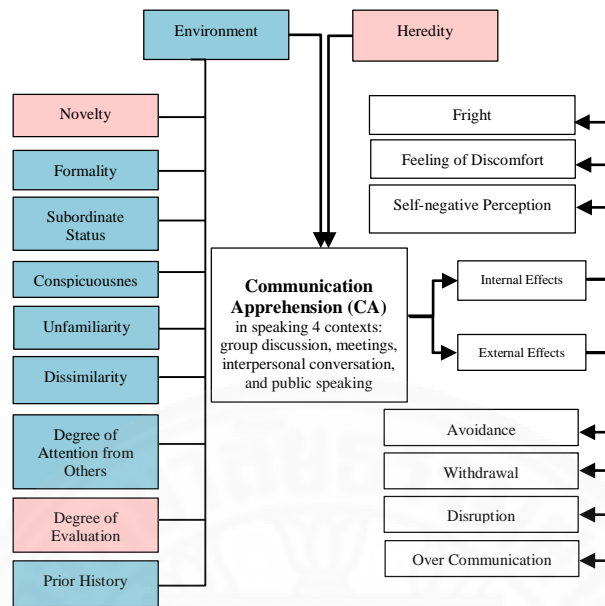 Environment
Heredity
Novelty
Formality
Subordinate
Status
Conspicuousnes
Unfamiliarity
Dissimilarity
Degree of
Attention from
Others
Degree of
Evaluation
Prior History
Communication
Apprehension (CA)
in speaking 4 contexts:
group discussion, meetings,
interpersonal conversation,
and public speaking
Fright
Feeling of Discomfort
Self-negative Perception
Internal Effects
External Effects
Avoidance
Withdrawal
Disruption
Over Communication